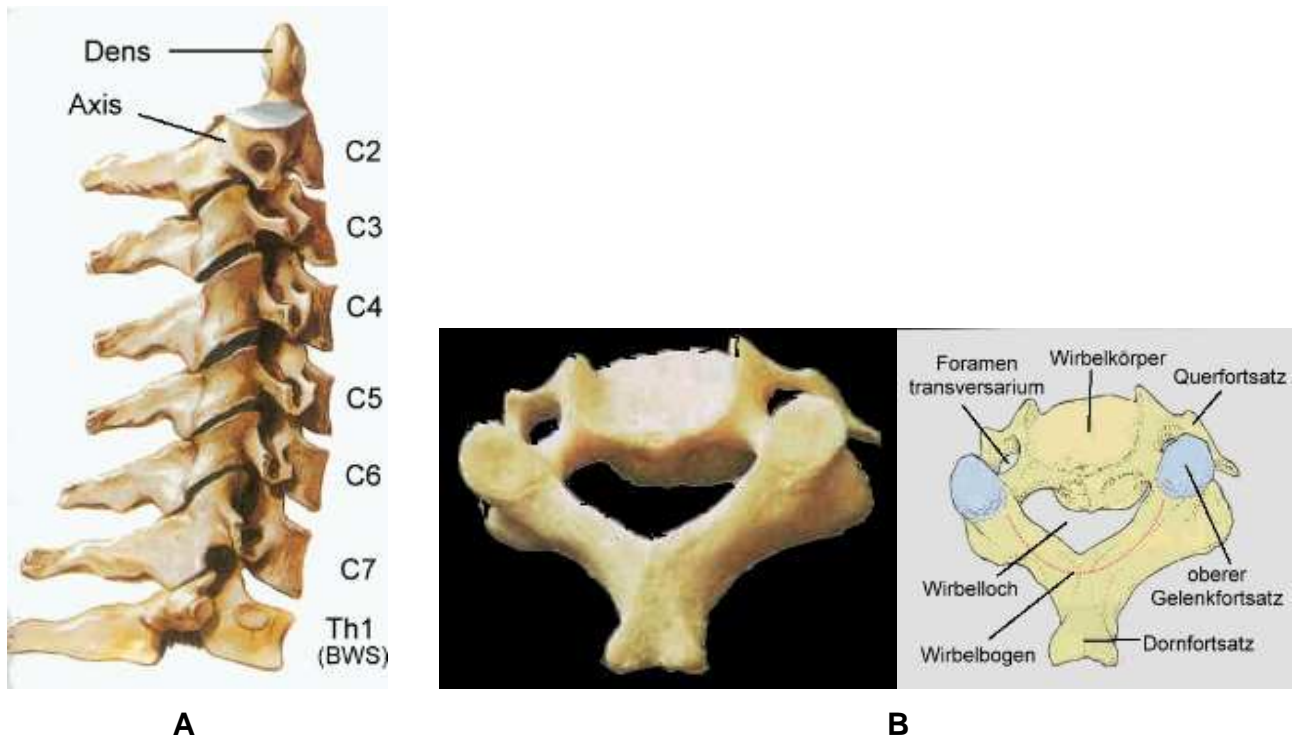 Dens
Axis
C2
C3
C4
C5
C6
C7
Th1
(BWS)
A
Foramen
transversarium
Wirbelkörper
Querfortsatz
Wirbelloch
oberer
Gelenkfortsatz
Wirbelbogen
Dornfortsatz
B